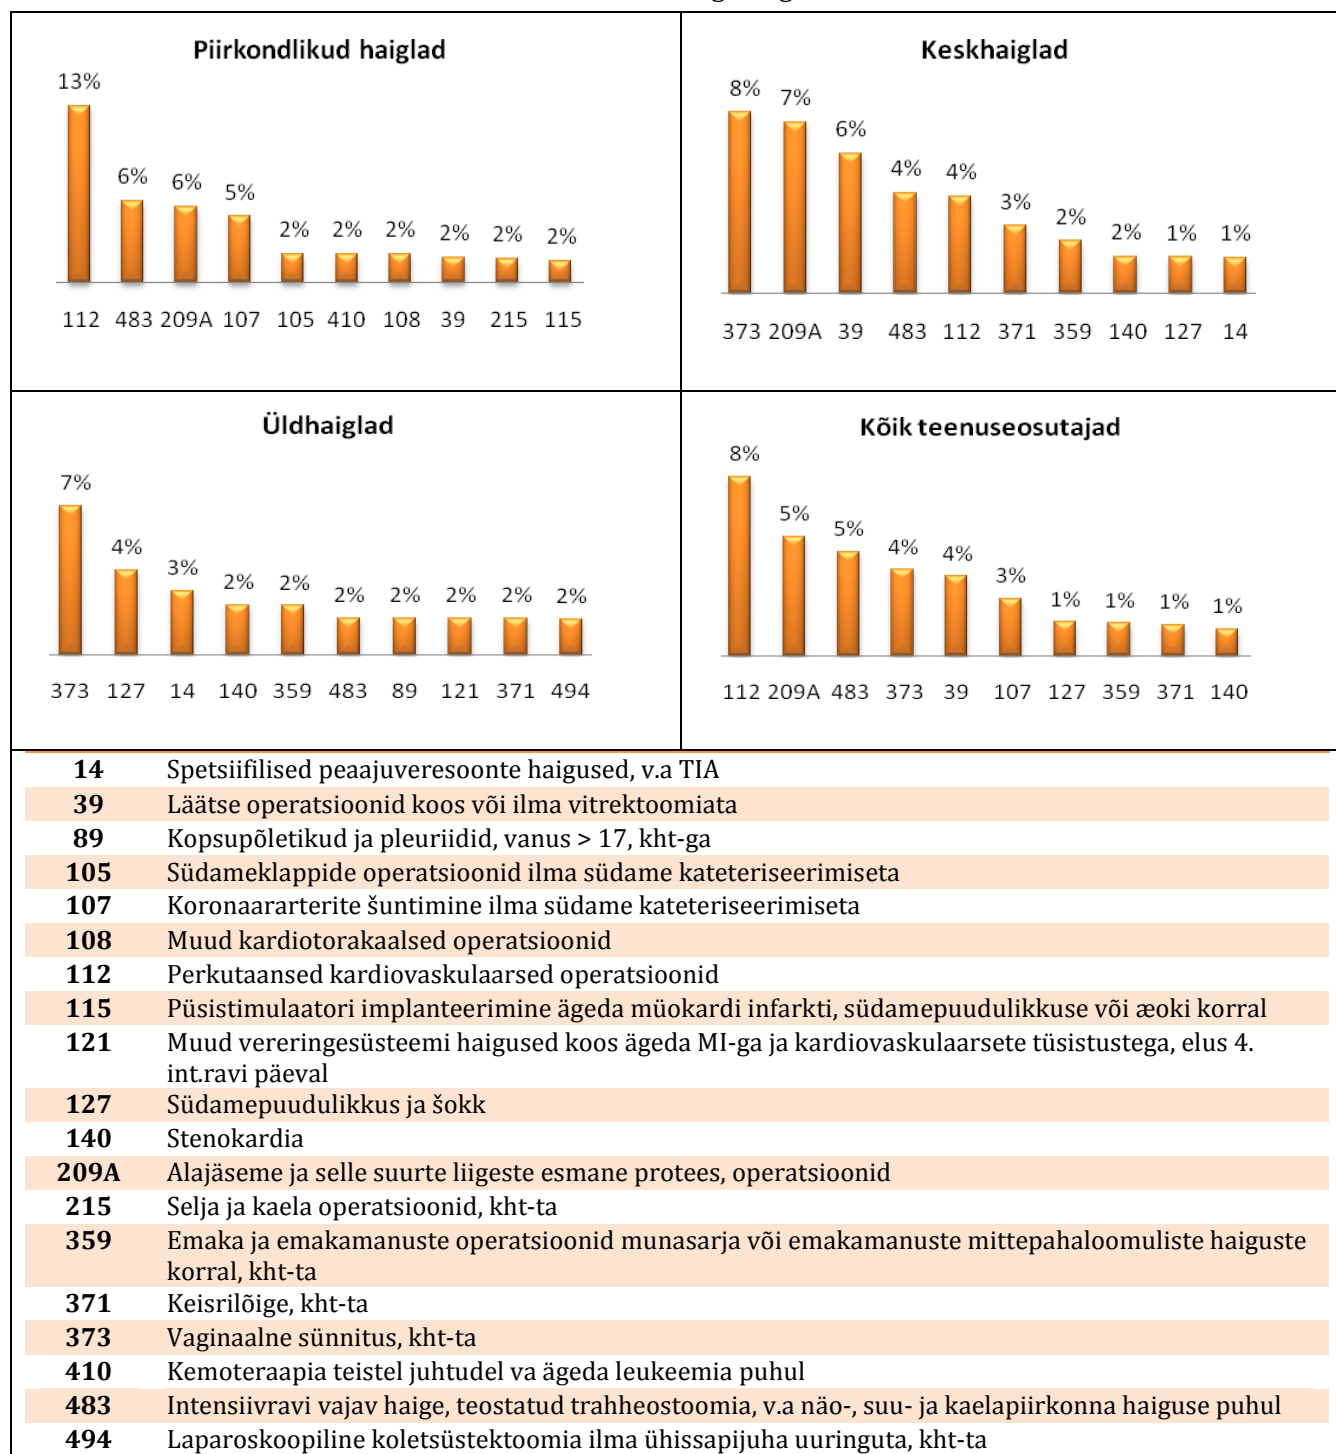 Piirkondlikud haiglad
13%
6% 6% 5%
2% 2% 2% 2% 2% 2%
112 483 209A 107 105 410 108 39 215 115
Keskhaiglad
8% 7%
6%
4% 4%
3%
2%
2% 1% 1%
373 209A 39 483 112 371 359 140 127 14
Üldhaiglad
7%
4%
3%
2% 2%
2% 2% 2% 2% 2%
373 127 14 140 359 483 89 121 371 494
Kõik teenuseosutajad
8%
5%
5%
4% 4%
3%
1% 1% 1% 1%
112 209A 483 373 39 107 127 359 371 140
14 Spetsiifilised peaajuveresoonte haigused, v.a TIA
39 Läätse operatsioonid koos või ilma vitrektoomiata
89 Kopsupõletikud ja pleuriidid, vanus > 17, kht-ga
105 Südameklappide operatsioonid ilma südame kateteriseerimiseta
107 Koronaararterite šuntimine ilma südame kateteriseerimiseta
108 Muud kardiotorakaalsed operatsioonid
112 Perkutaansed kardiovaskulaarsed operatsioonid
115 Püsistimulaatori implanteerimine ägeda müokardi infarkti, südamepuudulikkuse või æoki korral
121 Muud vereringesüsteemi haigused koos ägeda MI-ga ja kardiovaskulaarsete tüsistustega, elus 4.
int.ravi päeval
127 Südamepuudulikkus ja šokk
140 Stenokardia
209A Alajäseme ja selle suurte liigeste esmane protees, operatsioonid
215 Selja ja kaela operatsioonid, kht-ta
359 Emaka ja emakamanuste operatsioonid munasarja või emakamanuste mittepahaloomuliste haiguste
korral, kht-ta
371 Keisrilõige, kht-ta
373 Vaginaalne sünnitus, kht-ta
410 Kemoteraapia teistel juhtudel va ägeda leukeemia puhul
483 Intensiivravi vajav haige, teostatud trahheostoomia, v.a näo-, suu- ja kaelapiirkonna haiguse puhul
494 Laparoskoopiline koletsüstektoomia ilma ühissapijuha uuringuta, kht-ta